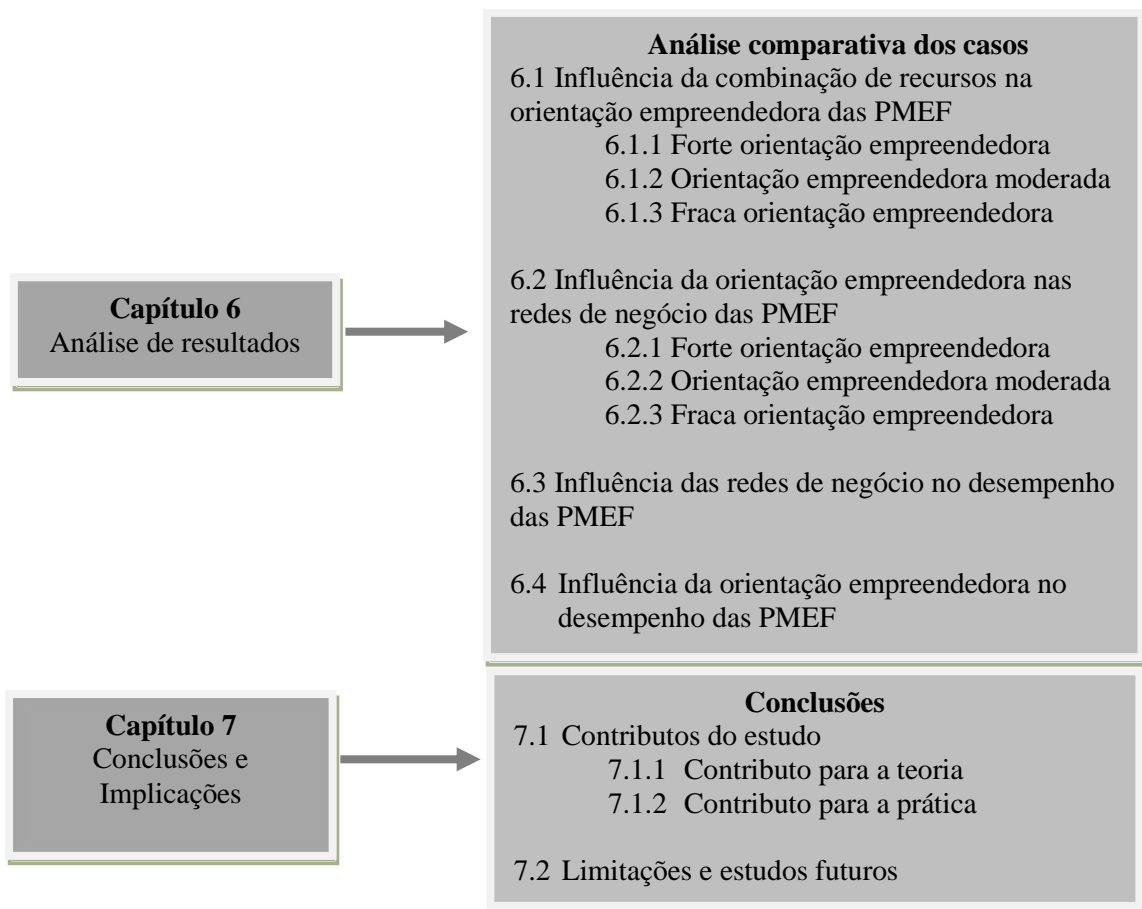 Capítulo 6
Análise de resultados
Análise comparativa dos casos
6.1 Influência da combinação de recursos na
orientação empreendedora das PMEF
6.1.1 Forte orientação empreendedora
6.1.2 Orientação empreendedora moderada
6.1.3 Fraca orientação empreendedora
6.2 Influência da orientação empreendedora nas
redes de negócio das PMEF
6.2.1 Forte orientação empreendedora
6.2.2 Orientação empreendedora moderada
6.2.3 Fraca orientação empreendedora
6.3 Influência das redes de negócio no desempenho
das PMEF
6.4 Influência da orientação empreendedora no
desempenho das PMEF
Capítulo 7
Conclusões e
Implicações
Conclusões
7.1 Contributos do estudo
7.1.1 Contributo para a teoria
7.1.2 Contributo para a prática
7.2 Limitações e estudos futuros